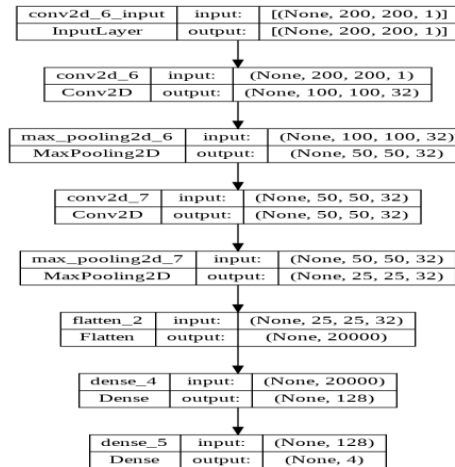 conv2d_6_input input: [(None, 200, 200, 1)]
InputLayer output: [(None, 200, 200, 1)]
conv2d_6 input: (None, 200, 200, 1)
Conv2D output: (None, 100, 100, 32)
max_pooling2d_6 input: (None, 100, 100, 32)
MaxPooling2D output: (None, 50, 50, 32)
conv2d_7 input: (None, 50, 50, 32)
Conv2D output: (None, 50, 50, 32)
max_pooling2d_7 input: (None, 50, 50, 32)
MaxPooling2D output: (None, 25, 25, 32)
flatten_2 input: (None, 25, 25, 32)
Flatten output: (None, 20000)
dense_4 input: (None, 20000)
Dense output: (None, 128)
dense_5 input: (None, 128)
Dense output: (None, 4)